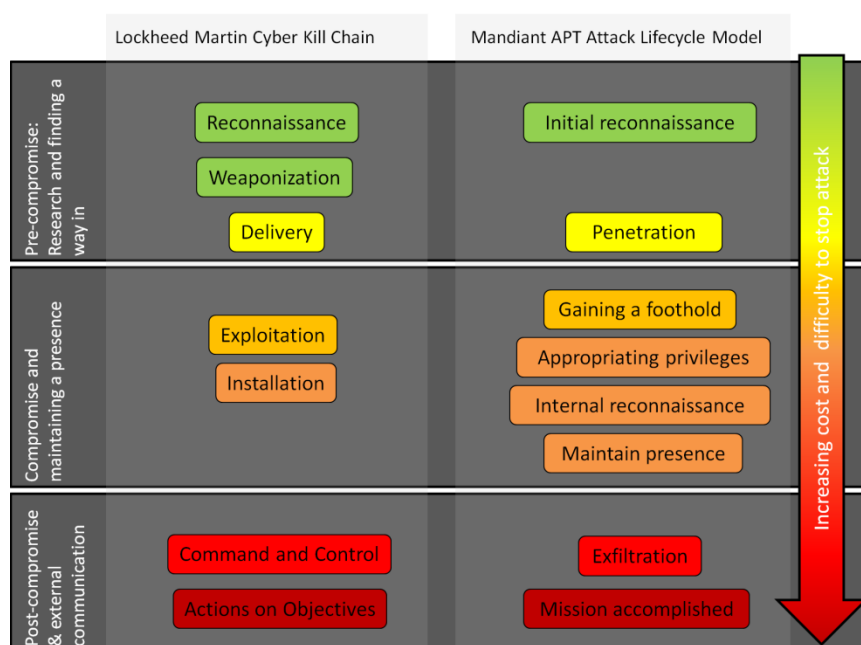 Lockheed Martin Cyber Kill Chain
Mandiant APT Attack Lifecycle Model
Pre-compromise:
Research and finding a
way in
Reconnaissance
Initial reconnaissance
Weaponization
Delivery
Penetration
Compromise and
maintaining a presence
Exploitation
Gaining a foothold
Installation
Appropriating privileges
Internal reconnaissance
Maintain presence
Post-compromise
& external
communication
Command and Control
Exfiltration
Actions on Objectives
Mission accomplished
Increasing cost and difficulty to stop attack